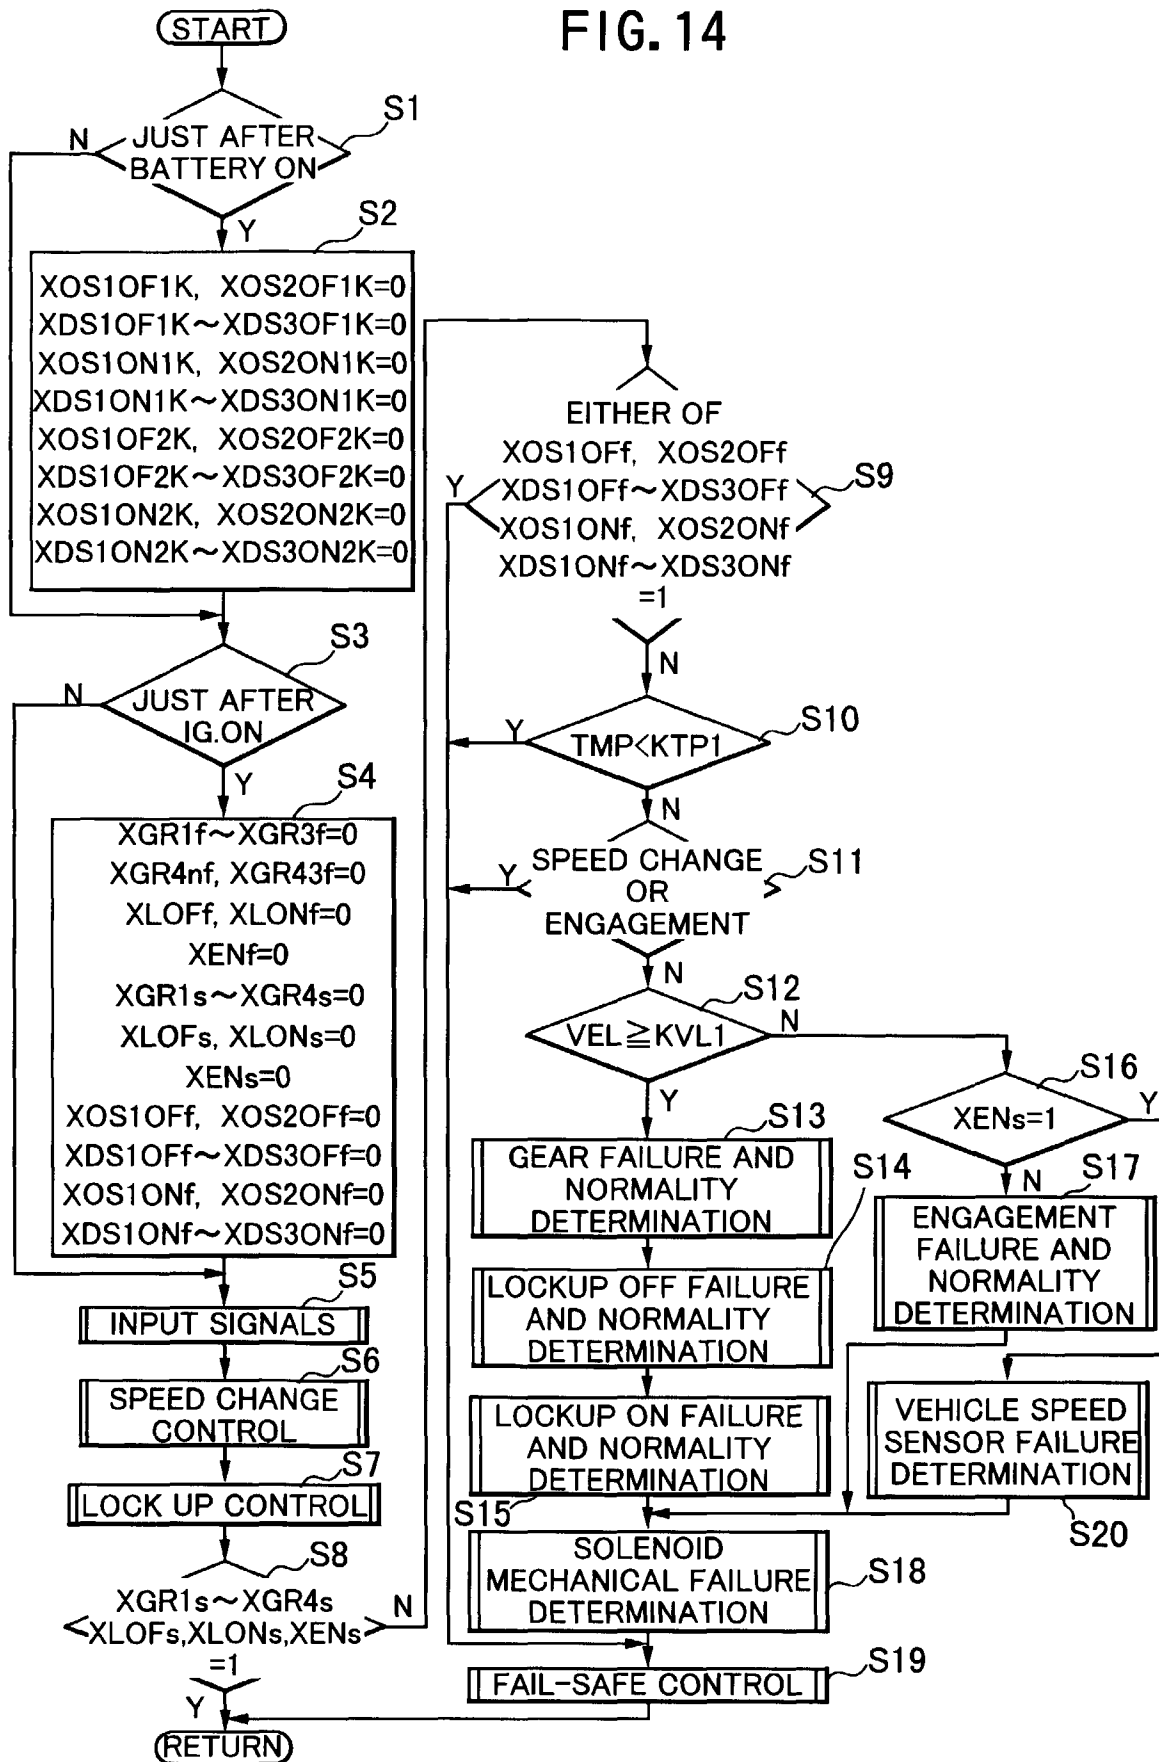 FIG. 14
START
S1
N
JUST AFTER
BATTERY ON
Y
S2
XOS1OF1K, XOS2OF1K=0
XDS1OF1K~XDS3OF1K=0
XOS1ON1K, XOS2ON1K=0
XDS1ON1K~XDS3ON1K=0
XOS1OF2K, XOS2OF2K=0
XDS1OF2K~XDS3OF2K=0
XOS1ON2K, XOS2ON2K=0
XDS1ON2K~XDS3ON2K=0
S3
N
JUST AFTER
IG.ON
Y
S4
XGR1f~XGR3f=0
XGR4nf, XGR43f=0
XLOFf, XLONf=0
XENf=0
XGR1s~XGR4s=0
XLOFs, XLONs=0
XENs=0
XOS1OFf, XOS2OFf=0
XDS1OFf~XDS3OFf=0
XOS1ONf, XOS2ONf=0
XDS1ONf~XDS3ONf=0
S5
INPUT SIGNALS
S6
SPEED CHANGE
CONTROL
S7
LOCK UP CONTROL
S8
XGR1s~XGR4s
XLOFs,XLONs,XENs
=1
N
Y
RETURN
EITHER OF
XOS1OFf, XOS2OFf
XDS1OFf~XDS3OFf
XOS1ONf, XOS2ONf
XDS1ONf~XDS3ONf
=1
S9
Y
N
S10
Y
TMP<KTP1
N
S11
Y
SPEED CHANGE
OR
ENGAGEMENT
N
S12
VEL≧KVL1
N
Y
S13
GEAR FAILURE AND
NORMALITY
DETERMINATION
S14
LOCKUP OFF FAILURE
AND NORMALITY
DETERMINATION
LOCKUP ON FAILURE
AND NORMALITY
DETERMINATION
S15
S16
XENs=1
Y
N
S17
ENGAGEMENT
FAILURE AND
NORMALITY
DETERMINATION
VEHICLE SPEED
SENSOR FAILURE
DETERMINATION
S20
SOLENOID
MECHANICAL FAILURE
DETERMINATION
S18
FAIL-SAFE CONTROL
S19